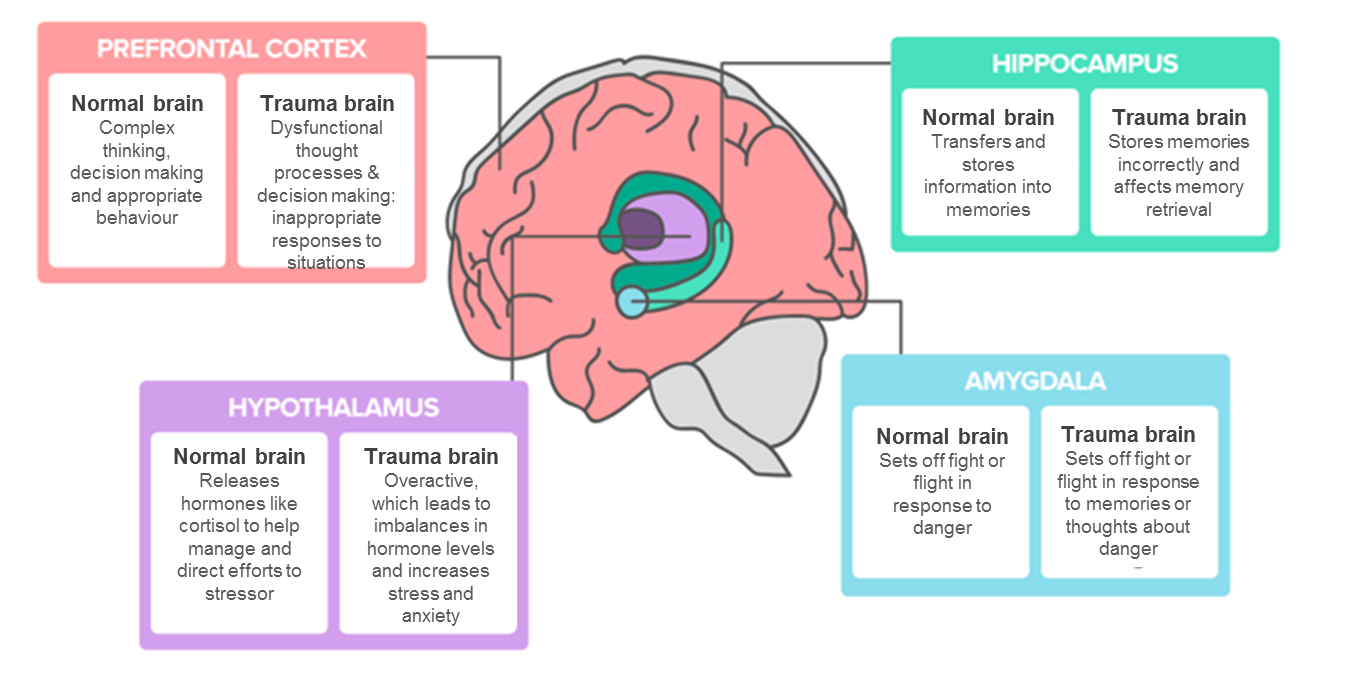 PREFRONTAL CORTEX
Normal brain
Complex
thinking,
decision making
and appropriate
behaviour
Trauma brain
Dysfunctional
thought
processes &
decision making:
inappropriate
responses to
situations
HIPPOCAMPUS
Normal brain
Transfers and
stores
information into
memories
Trauma brain
Stores memories
incorrectly and
affects memory
retrieval
HYPOTHALAMUS
Normal brain
Releases
hormones like
cortisol to help
manage and
direct efforts to
stressor
Trauma brain
Overactive,
which leads to
imbalances in
hormone levels
and increases
stress and
anxiety
AMYGDALA
Normal brain
Sets off fight or
flight in
response to
danger
Trauma brain
Sets off fight or
flight in response
to memories or
thoughts about
danger